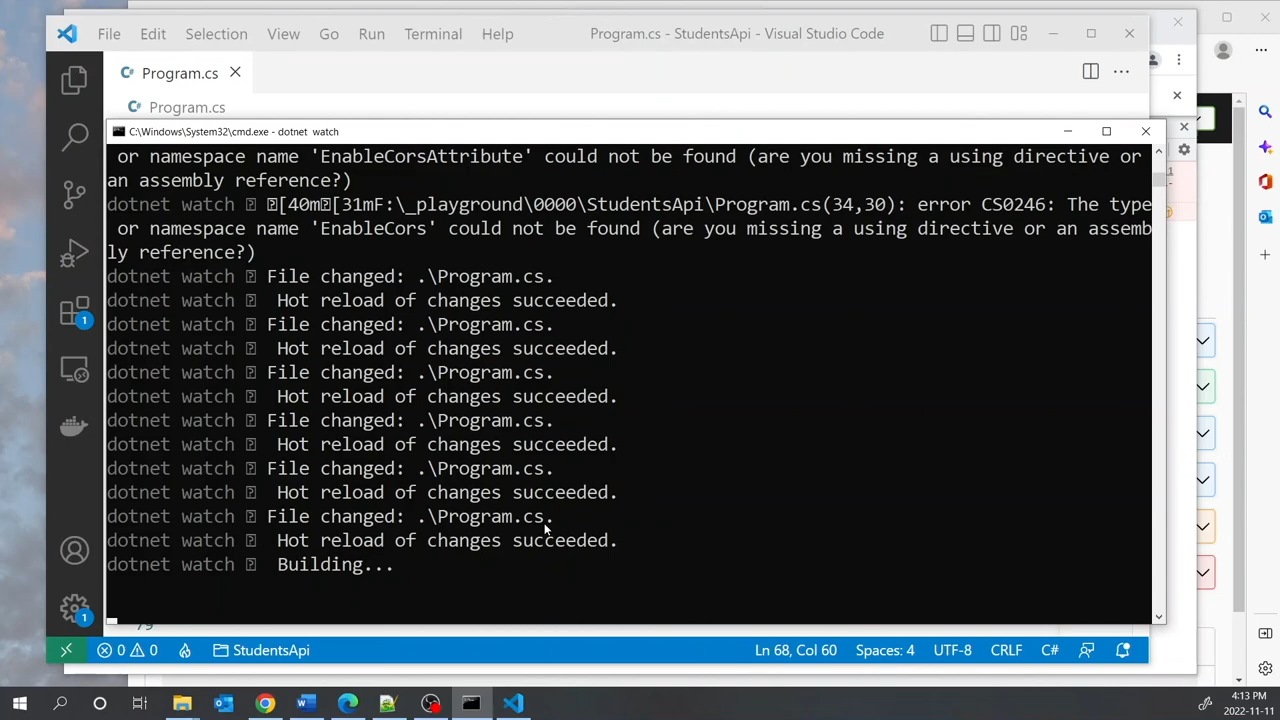 File Edit Selection View Go Run Terminal Help Program.cs - StudentsApi - Visual Studio Code
Program.cs
Program.cs
C:\Windows\System32\cmd.exe - dotnet  watch
or namespace name 'EnableCorsAttribute' could not be found (are you missing a using directive or
an assembly reference?)
dotnet watch [40m[31mF:\_playground\0000\StudentsApi\Program.cs(34,30): error CS0246: The type
or namespace name 'EnableCors' could not be found (are you missing a using directive or an assemb
ly reference?)
dotnet watch File changed: .\Program.cs.
dotnet watch Hot reload of changes succeeded.
dotnet watch File changed: .\Program.cs.
dotnet watch Hot reload of changes succeeded.
dotnet watch File changed: .\Program.cs.
dotnet watch Hot reload of changes succeeded.
dotnet watch File changed: .\Program.cs.
dotnet watch Hot reload of changes succeeded.
dotnet watch File changed: .\Program.cs.
dotnet watch Hot reload of changes succeeded.
dotnet watch File changed: .\Program.cs.
dotnet watch Hot reload of changes succeeded.
dotnet watch Building...
1
1
79
0 0 StudentsApi Ln 68, Col 60 Spaces: 4 UTF-8 CRLF C#
4:13 PM
2022-11-11